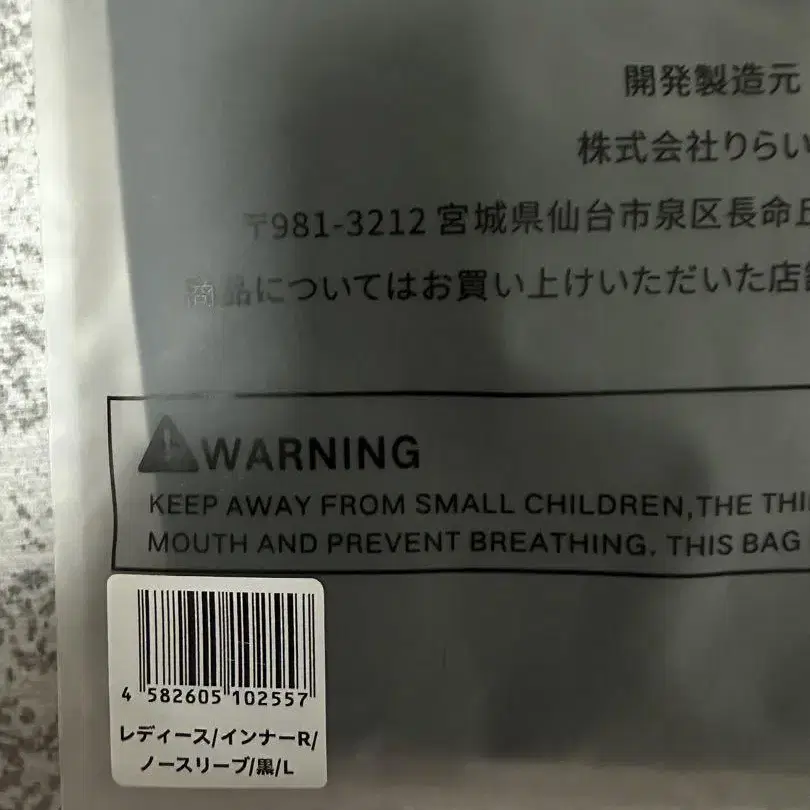 開発製造元
株式会社りらい
〒981-3212 宮城県仙台市泉区長命丘
商品についてはお買い上げいただいた店舗
WARNING
KEEP AWAY FROM SMALL CHILDREN,THE THI
MOUTH AND PREVENT BREATHING. THIS BAG
4 582605 102557
レディース/インナーR/
ノースリーブ/黒/L